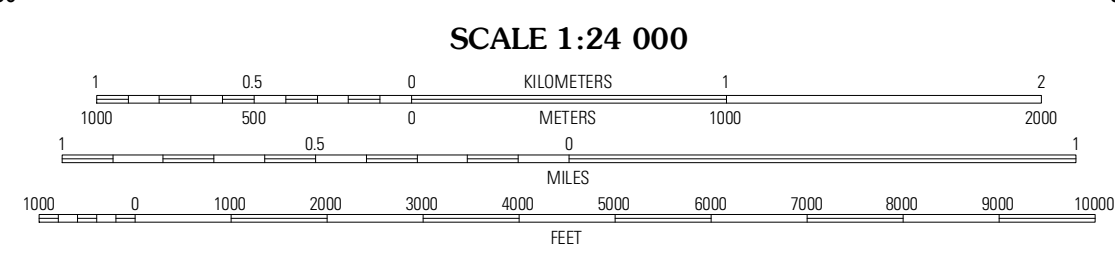 SCALE 1:24 000
1 0.5 0 KILOMETERS 1 2
1000 500 0 METERS 1000 2000
1 0.5 0 1
MILES
1000 0 1000 2000 3000 4000 5000 6000 7000 8000 9000 10000
FEET